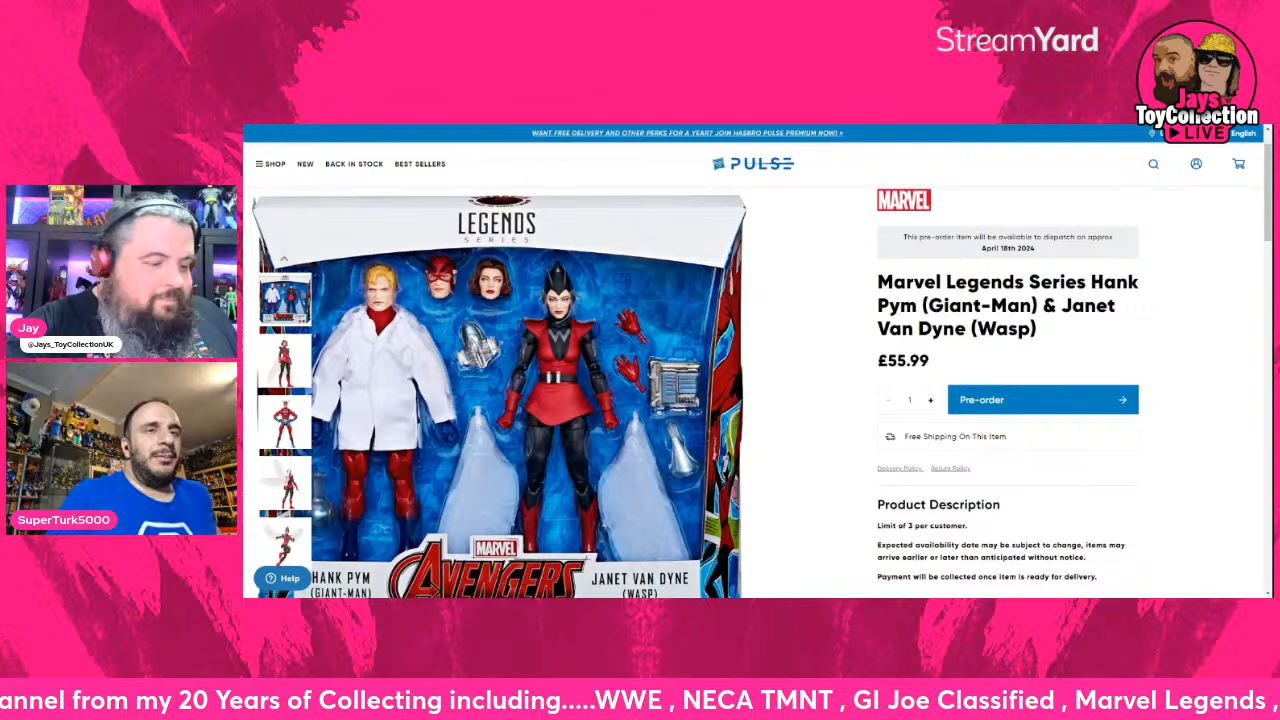 StreamYard
Jays
ToyCollection
LIVE
WANT FREE DELIVERY AND OTHER PERKS FOR A YEAR? JOIN HASBRO PULSE PREMIUM NOW! >
English
SHOP NEW BACK IN STOCK BEST SELLERS
PULSE
LEGENDS
SERIES
MARVEL
This pre-order item will be available to dispatch on approx
April 18th 2024
Marvel Legends Series Hank
Pym (Giant-Man) & Janet
Van Dyne (Wasp)
£55.99
- 1 +
Pre-order
Free Shipping On This Item
Delivery Policy Return Policy
Product Description
Limit of 3 per customer.
Expected availability date may be subject to change, items may
arrive earlier or later than anticipated without notice.
Payment will be collected once item is ready for delivery.
MARVEL
AVENGERS
HANK PYM
(GIANT-MAN)
JANET VAN DYNE
(WASP)
Help
Jay
@Jays_ToyCollectionUK
SuperTurk5000
annel from my 20 Years of Collecting including.....WWE , NECA TMNT , GI Joe Classified , Marvel Legends ,